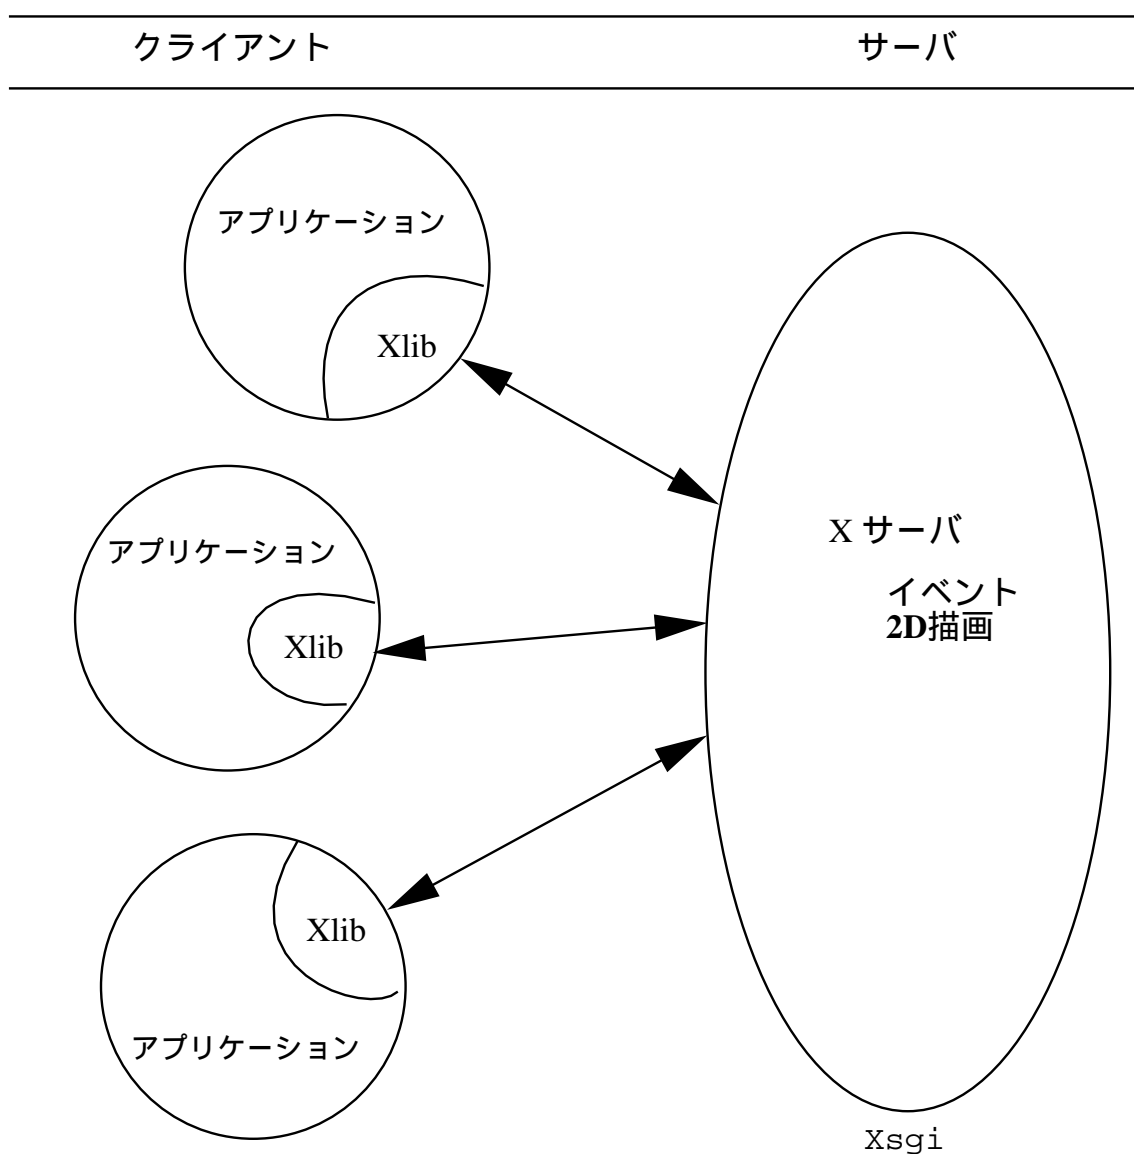 クライアント
サーバ
アプリケーション
Xlib
X サーバ
イベント
2D描画
アプリケーション
Xlib
Xlib
アプリケーション
Xsgi